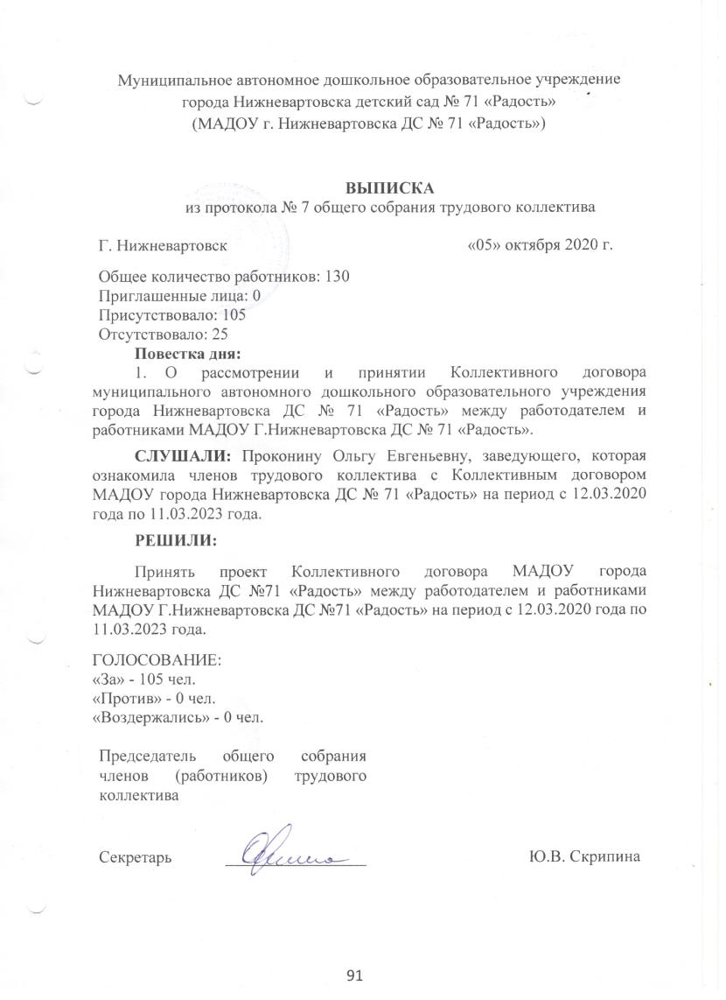 Муниципальное автономное дошкольное образовательное учреждение
города Нижневартовска детский сад № 71 «Радость»
(МАДОУ г. Нижневартовска ДС № 71 «Радость»)
ВЫПИСКА
из протокола № 7 общего собрания трудового коллектива
Г. Нижневартовск «05» октября 2020 г.
Общее количество работников: 130
Приглашенные лица: 0
Присутствовало: 105
Отсутствовало: 25
Повестка дня:
1. О рассмотрении и принятии Коллективного договора
муниципального автономного дошкольного образовательного учреждения
города Нижневартовска ДС № 71 «Радость» между работодателем и
работниками МАДОУ Г.Нижневартовска ДС № 71 «Радость».
СЛУШАЛИ: Проконину Ольгу Евгеньевну, заведующего, которая
ознакомила членов трудового коллектива с Коллективным договором
МАДОУ города Нижневартовска ДС № 71 «Радость» на период с 12.03.2020
года по 11.03.2023 года.
РЕШИЛИ:
Принять проект Коллективного договора МАДОУ города
Нижневартовска ДС №71 «Радость» между работодателем и работниками
МАДОУ Г.Нижневартовска ДС №71 «Радость» на период с 12.03.2020 года по
11.03.2023 года.
ГОЛОСОВАНИЕ:
«За» - 105 чел.
«Против» - 0 чел.
«Воздержались» - 0 чел.
Председатель общего собрания
членов (работников) трудового
коллектива
Секретарь Ю.В. Скрипина
91